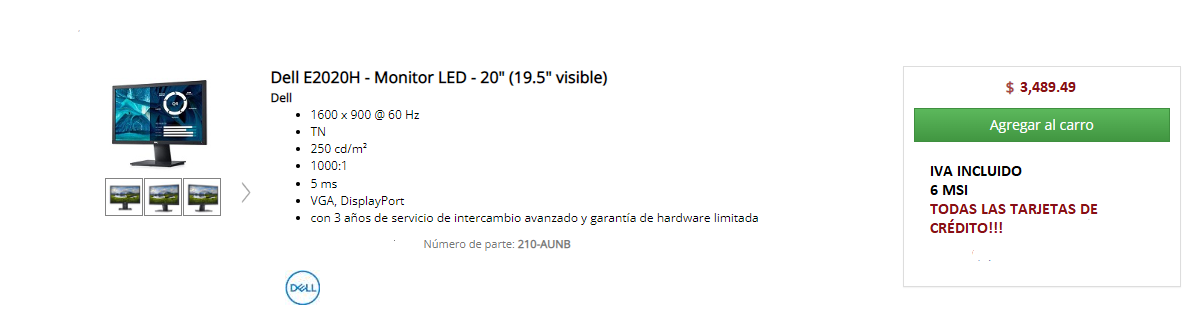 Dell E2020H - Monitor LED - 20" (19.5" visible)
Dell
1600 x 900 @ 60 Hz
TN
250 cd/m²
1000:1
5 ms
VGA, DisplayPort
con 3 años de servicio de intercambio avanzado y garantía de hardware limitada
Número de parte: 210-AUNB
DELL
$ 3,489.49
Agregar al carro
IVA INCLUIDO
6 MSI
TODAS LAS TARJETAS DE
CRÉDITO!!!